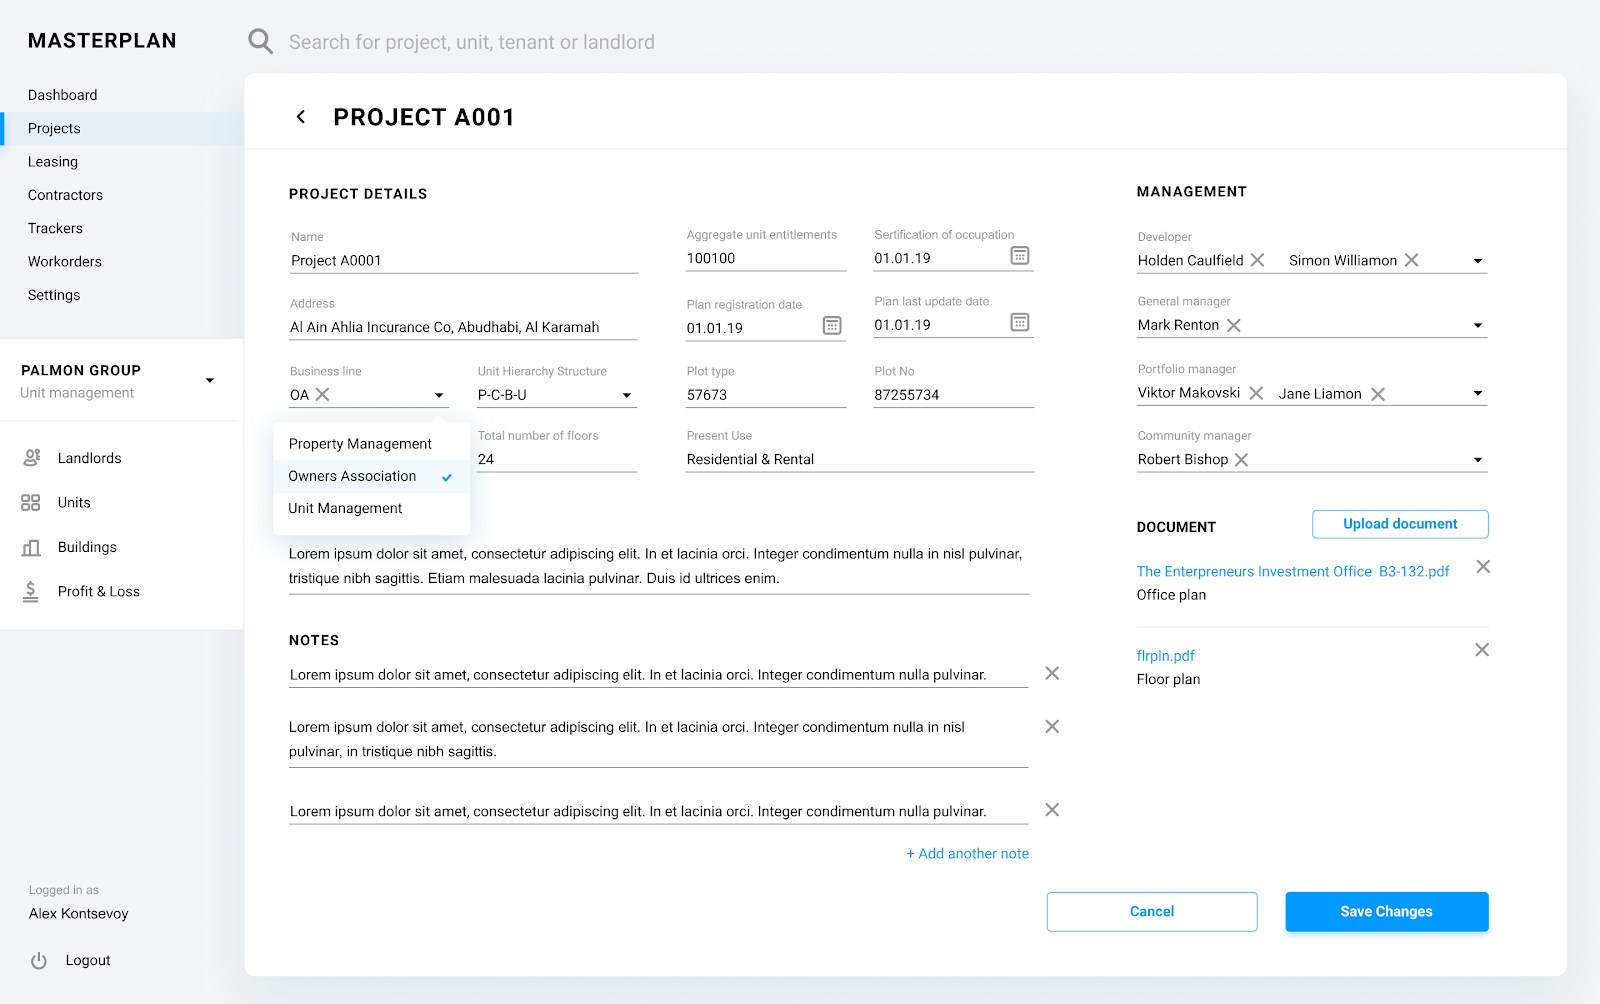 MASTERPLAN
Search for project, unit, tenant or landlord
Dashboard
Projects
Leasing
Contractors
Trackers
Workorders
Settings
PALMON GROUP
Unit management
Landlords
Units
Buildings
Profit & Loss
Logged in as
Alex Kontsevoy
Logout
PROJECT A001
PROJECT DETAILS
Name
Project A0001
Aggregate unit entitlements
100100
Sertification of occupation
01.01.19
Address
Al Ain Ahlia Incurance Co, Abudhabi, Al Karamah
Plan registration date
01.01.19
Plan last update date
01.01.19
Business line
OA
Unit Hierarchy Structure
P-C-B-U
Plot type
57673
Plot No
87255734
Property Management
Owners Association
Unit Management
Total number of floors
24
Present Use
Residential & Rental
Lorem ipsum dolor sit amet, consectetur adipiscing elit. In et lacinia orci. Integer condimentum nulla in nisl pulvinar,
tristique nibh sagittis. Etiam malesuada lacinia pulvinar. Duis id ultrices enim.
NOTES
Lorem ipsum dolor sit amet, consectetur adipiscing elit. In et lacinia orci. Integer condimentum nulla pulvinar.
Lorem ipsum dolor sit amet, consectetur adipiscing elit. In et lacinia orci. Integer condimentum nulla in nisl
pulvinar, in tristique nibh sagittis.
Lorem ipsum dolor sit amet, consectetur adipiscing elit. In et lacinia orci. Integer condimentum nulla pulvinar.
+ Add another note
MANAGEMENT
Developer
Holden Caulfield Simon Williamon
General manager
Mark Renton
Portfolio manager
Viktor Makovski Jane Liamon
Community manager
Robert Bishop
DOCUMENT
Upload document
The Enterpreneurs Investment Office B3-132.pdf
Office plan
flrpln.pdf
Floor plan
Cancel
Save Changes